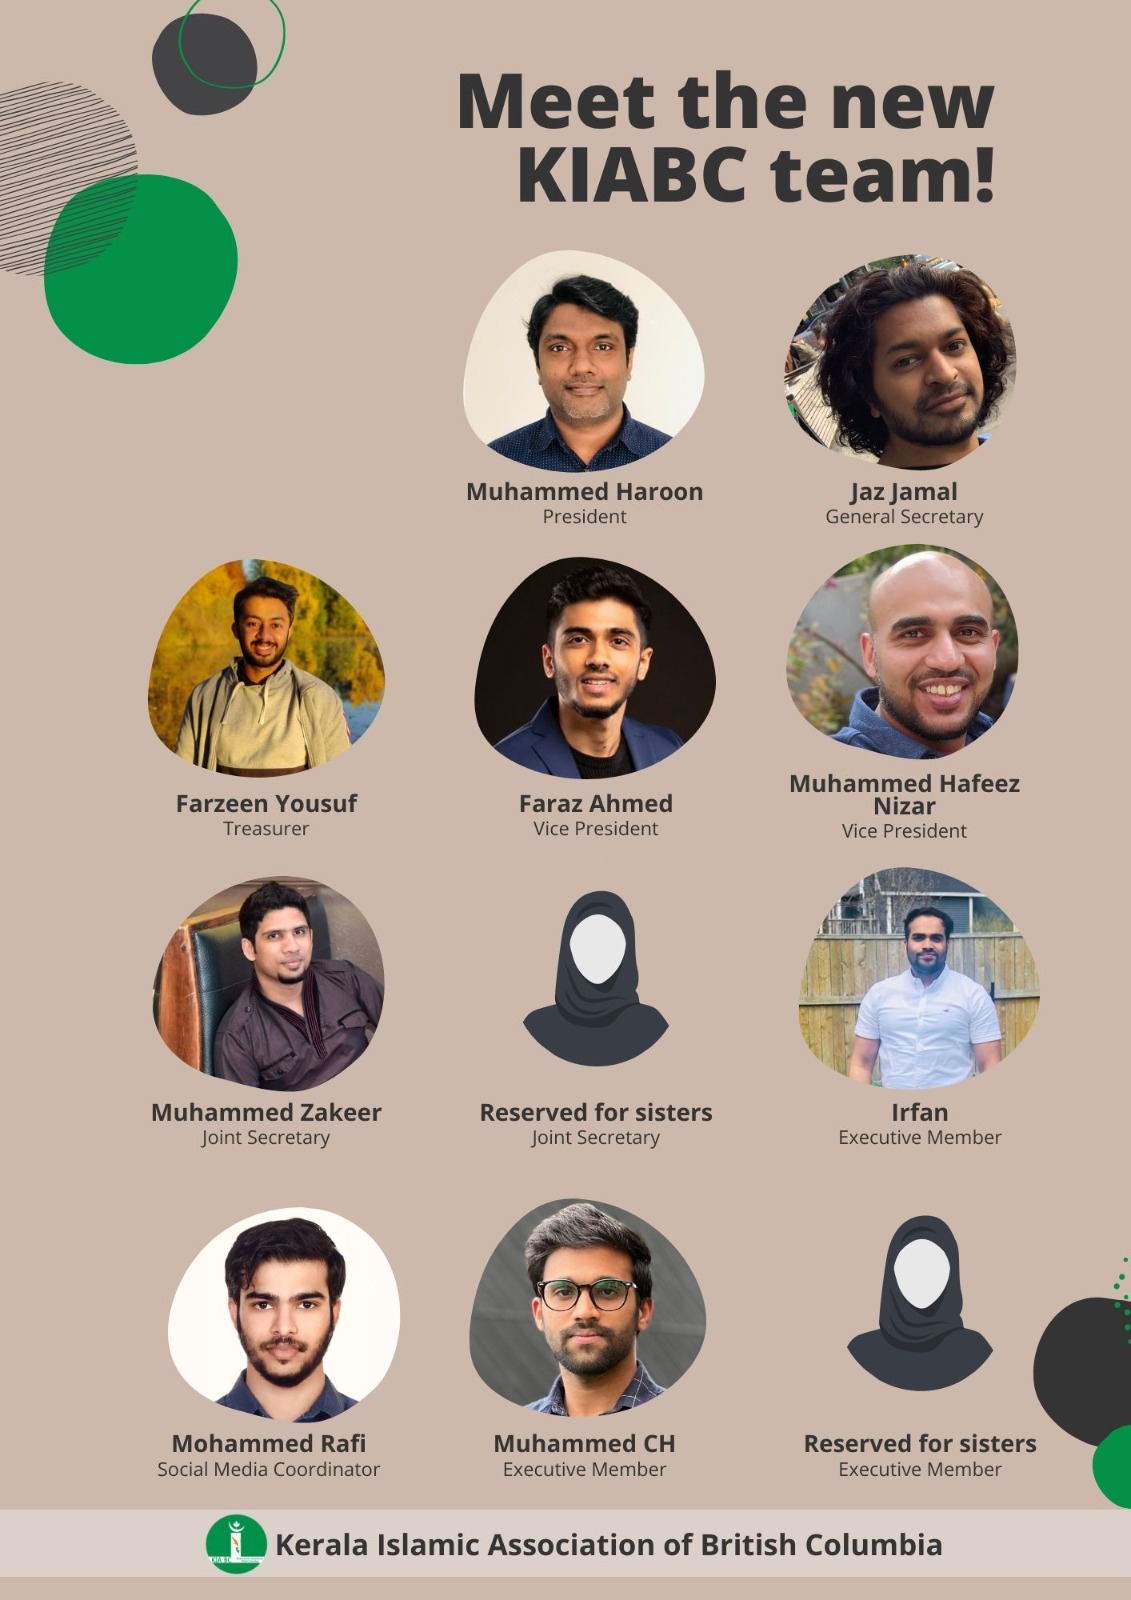 Meet the new
KIABC team!
Muhammed Haroon
President
Jaz Jamal
General Secretary
Farzeen Yousuf
Treasurer
Faraz Ahmed
Vice President
Muhammed Hafeez
Nizar
Vice President
Muhammed Zakeer
Joint Secretary
Reserved for sisters
Joint Secretary
Irfan
Executive Member
Mohammed Rafi
Social Media Coordinator
Muhammed CH
Executive Member
Reserved for sisters
Executive Member
Kerala Islamic Association of British Columbia